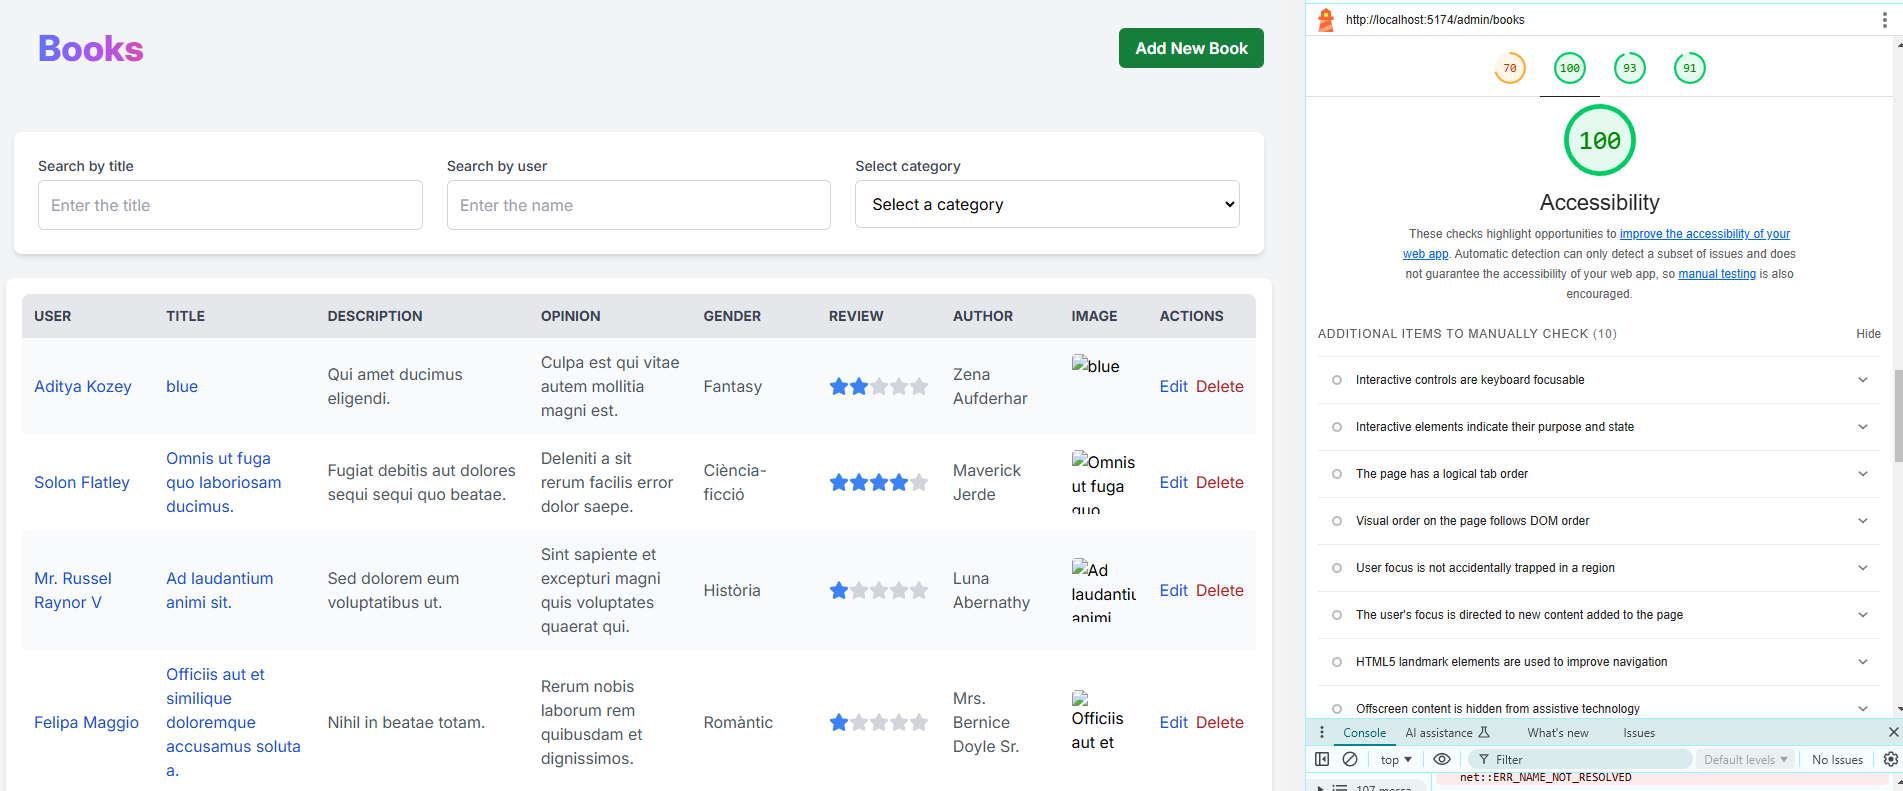 Books
Add New Book
Search by title
Search by user
Select category
Enter the title
Enter the name
Select a category
USER TITLE DESCRIPTION OPINION GENDER REVIEW AUTHOR IMAGE ACTIONS
Aditya Kozey
blue
Qui amet ducimus
eligendi.
Culpa est qui vitae
autem mollitia
magni est.
Fantasy
Zena
Aufderhar
blue
Edit Delete
Solon Flatley
Omnis ut fuga
quo laboriosam
ducimus.
Fugiat debitis aut dolores
sequi sequi quo beatae.
Deleniti a sit
rerum facilis error
dolor saepe.
Ciència-
ficció
Maverick
Jerde
Omnis
ut fuga
quo
Edit Delete
Mr. Russel
Raynor V
Ad laudantium
animi sit.
Sed dolorem eum
voluptatibus ut.
Sint sapiente et
excepturi magni
quis voluptates
quaerat qui.
Història
Luna
Abernathy
Ad
laudantiu
animi
Edit Delete
Felipa Maggio
Officiis aut et
similique
doloremque
accusamus soluta
a.
Nihil in beatae totam.
Rerum nobis
laborum rem
quibusdam et
dignissimos.
Romàntic
Mrs.
Bernice
Doyle Sr.
Officiis
aut et
Edit Delete
http://localhost:5174/admin/books
70 100 93 91
100
Accessibility
These checks highlight opportunities to improve the accessibility of your
web app. Automatic detection can only detect a subset of issues and does
not guarantee the accessibility of your web app, so manual testing is also
encouraged.
ADDITIONAL ITEMS TO MANUALLY CHECK (10) Hide
Interactive controls are keyboard focusable
Interactive elements indicate their purpose and state
The page has a logical tab order
Visual order on the page follows DOM order
User focus is not accidentally trapped in a region
The user's focus is directed to new content added to the page
HTML5 landmark elements are used to improve navigation
Offscreen content is hidden from assistive technology
Console AI assistance What's new Issues
top Filter Default levels No Issues
net::ERR_NAME_NOT_RESOLVED
107 messa